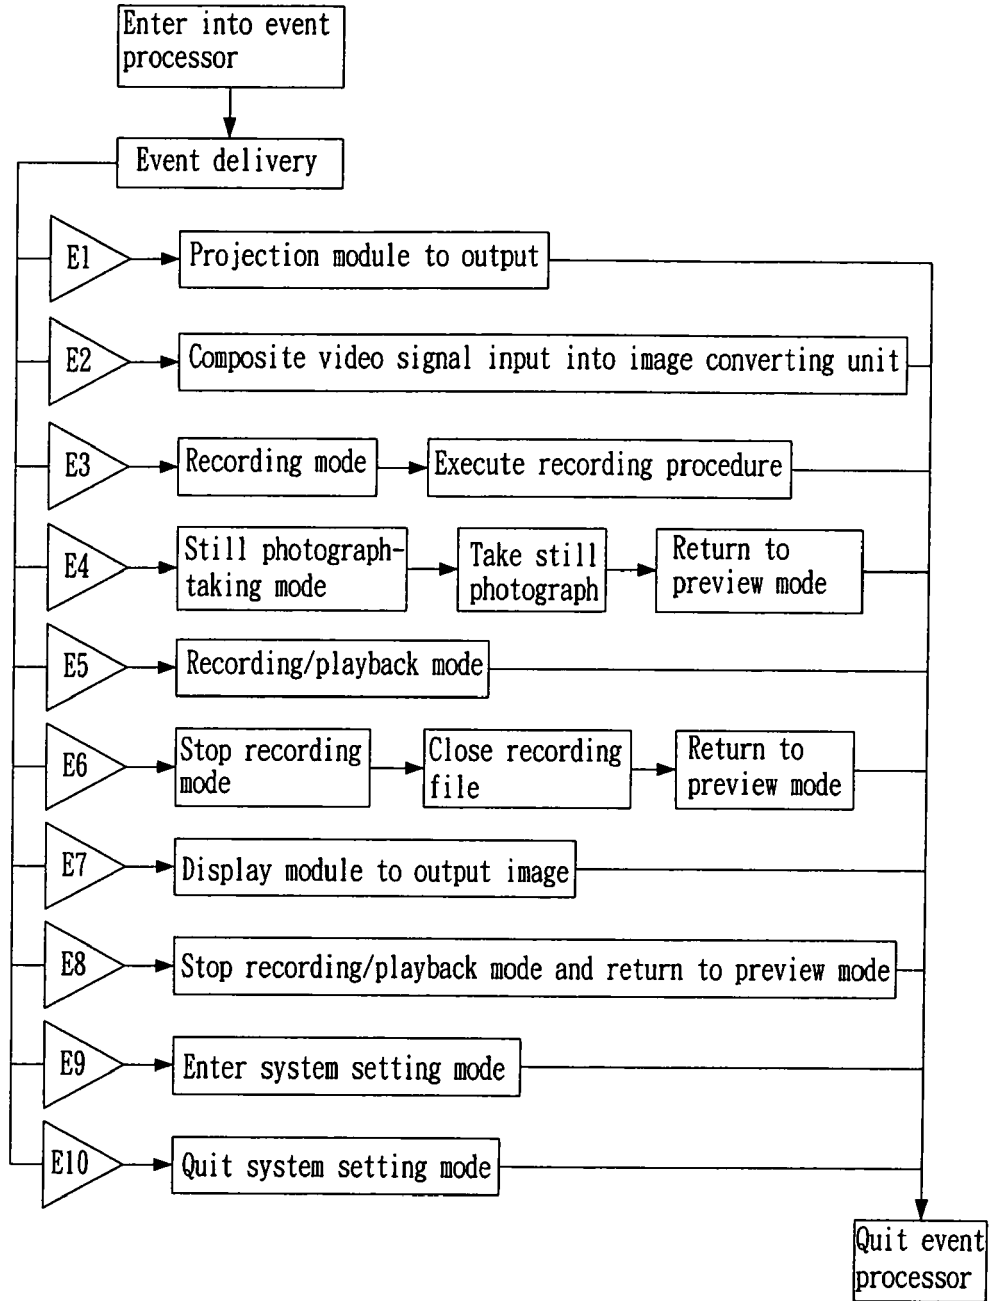 Enter into event
processor
Event delivery
E1
Projection module to output
E2
Composite video signal input into image converting unit
E3
Recording mode
Execute recording procedure
E4
Still photograph-
taking mode
Take still
photograph
Return to
preview mode
E5
Recording/playback mode
E6
Stop recording
mode
Close recording
file
Return to
preview mode
E7
Display module to output image
E8
Stop recording/playback mode and return to preview mode
E9
Enter system setting mode
E10
Quit system setting mode
Quit event
processor